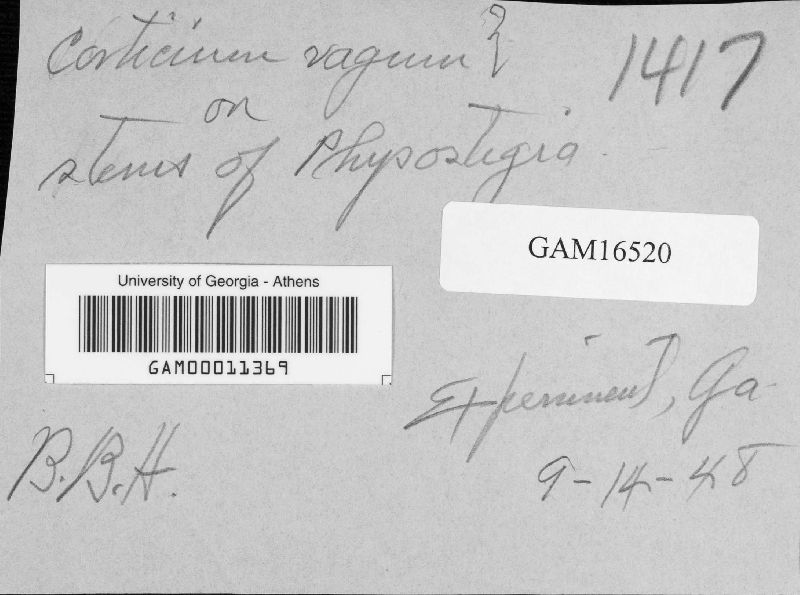 Corticium vagum }
1417
on
stems of Physostegia
GAM16520
University of Georgia - Athens
GAM00011369
Experiment, Ga-
B.B.H.
9-14-48